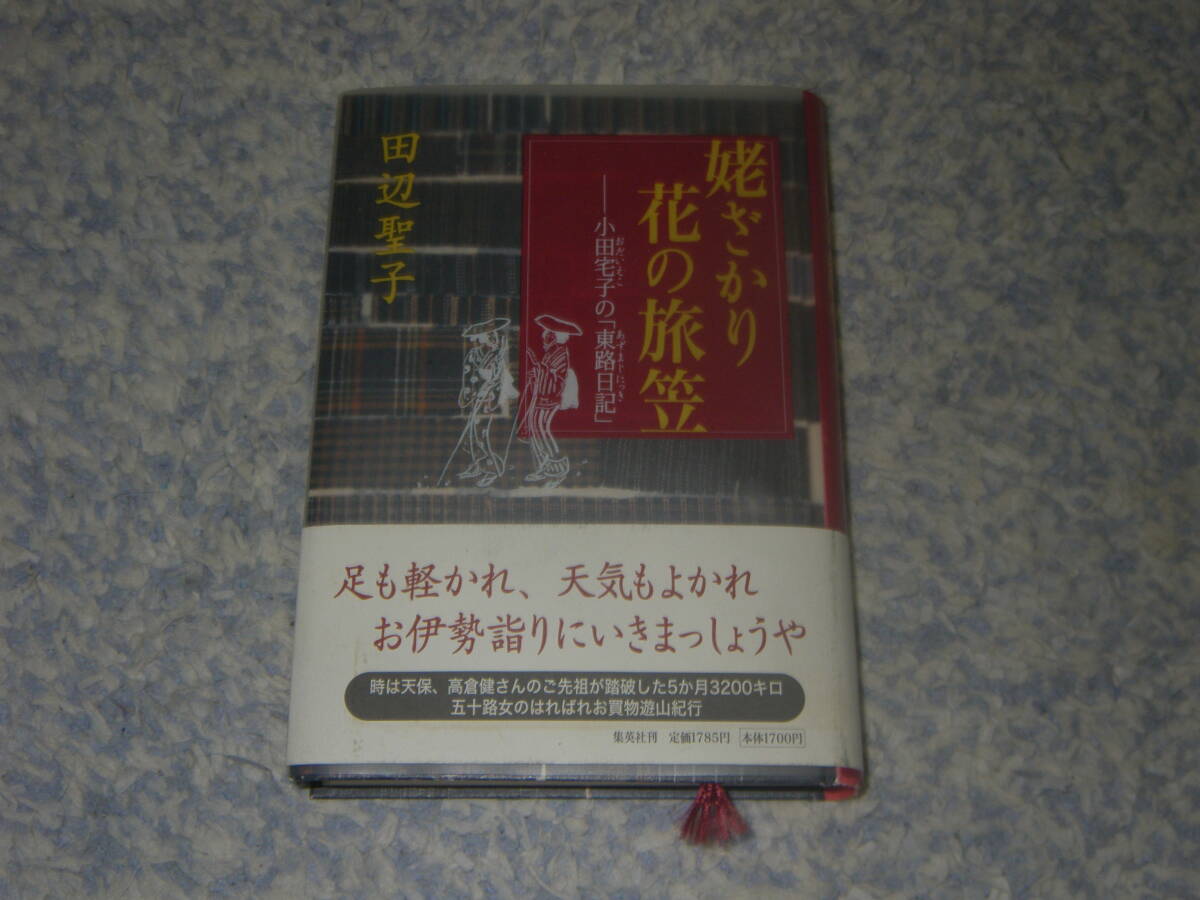 姥ざかり
花の旅笠
──小田宅子の「東路日記」
おだいえこ
あずまじにっき
田辺聖子
足も軽かれ、天気もよかれ
お伊勢詣りにいきまっしょうや
時は天保、高倉健さんのご先祖が踏破した5か月3200キロ
五十路女のはればれお買物遊山紀行
集英社刊 定価1785円 本体1700円